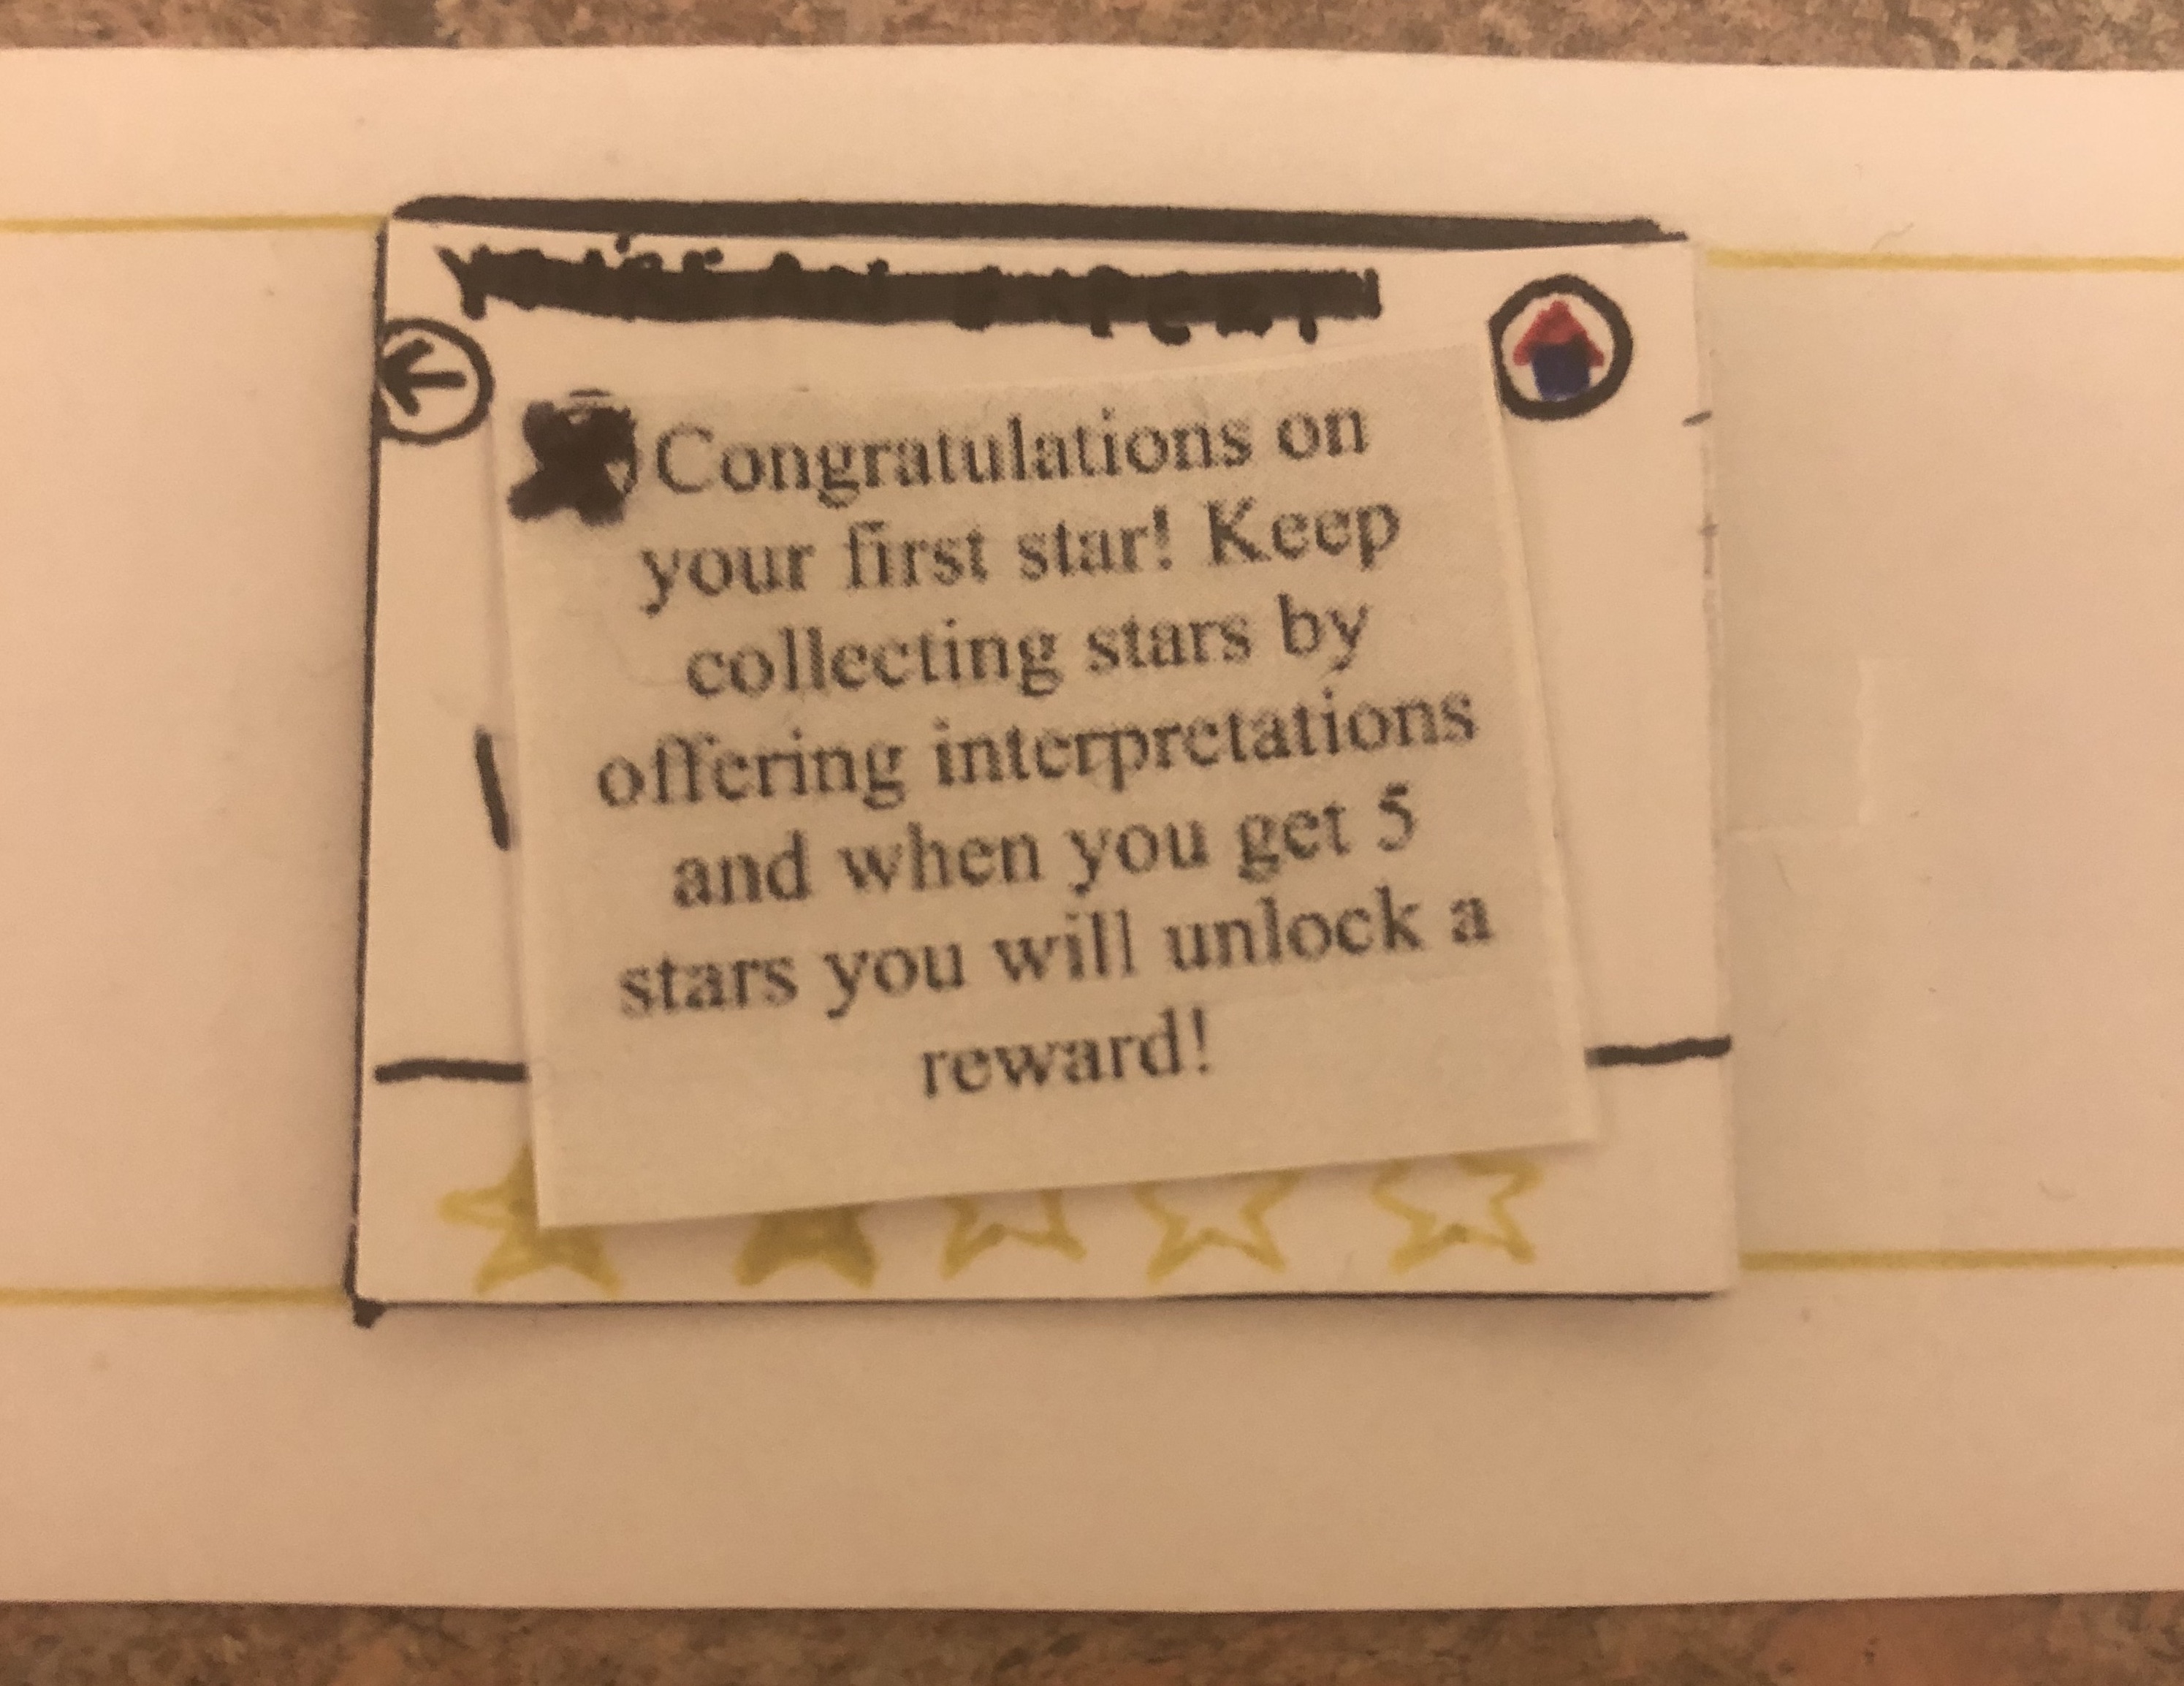 Congratulations on
your first star! Keep
collecting stars by
offering interpretations
and when you get 5
stars you will unlock a
reward!